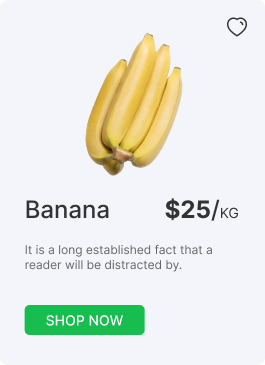 Banana $25/KG
It is a long established fact that a
reader will be distracted by.
SHOP NOW